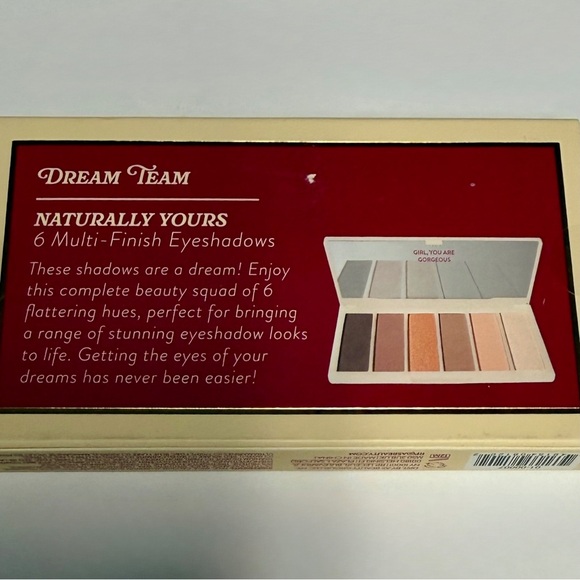 DREAM TEAM
NATURALLY YOURS
6 Multi-Finish Eyeshadows
These shadows are a dream! Enjoy
this complete beauty squad of 6
flattering hues, perfect for bringing
a range of stunning eyeshadow looks
to life. Getting the eyes of your
dreams has never been easier!
GIRL, YOU ARE
GORGEOUS